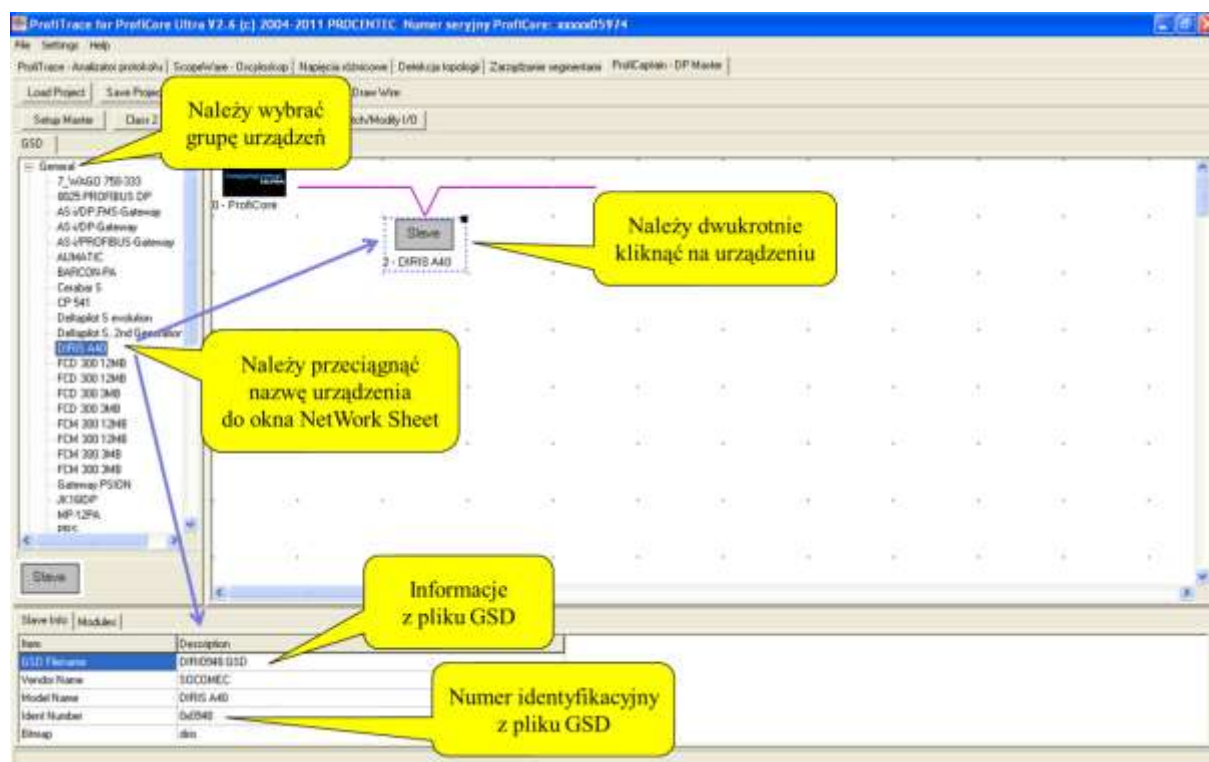 ProfiTrace for ProfiCore Ultra V2.6 (c) 2004-2011 PROCENTEC Numer seryjny ProfiCore: xxxxx05974
File Settings Help
ProfiTrace - Analizator protokołu ScopeWare - Oscyloskop Napięcia różnicowe Detekcja topologii Zarządzanie segmentami ProfiCaptain - DP Master
Load Project Save Project Draw Wire
Setup Master Class 2 Modify I/O
GSD
Należy wybrać
grupę urządzeń
General
7_WAGO 750-333
8025 PROFIBUS DP
AS-i/DP FMS-Gateway
AS-i/DP-Gateway
AS-i/PROFIBUS-Gateway
AUMATIC
BARCON-PA
Cerabar S
CP 541
Deltapilot S evolution
Deltapilot S 2nd Generation
DIRIS A40
FCD 300 12MB
FCD 300 12MB
FCD 300 3MB
FCD 300 3MB
FCM 300 12MB
FCM 300 12MB
FCM 300 3MB
FCM 300 3MB
Gateway PSION
MP-12PA
0 - ProfiCore
Slave
2 - DIRIS A40
Należy dwukrotnie
kliknąć na urządzeniu
Należy przeciągnąć
nazwę urządzenia
do okna NetWork Sheet
Slave
Informacje
z pliku GSD
Slave Info Modules
Item Description
GSD Filename DIRI0948.GSD
Vendor Name SOCOMEC
Model Name DIRIS A40
Ident Number 0x0948
Bitmap
Numer identyfikacyjny
z pliku GSD